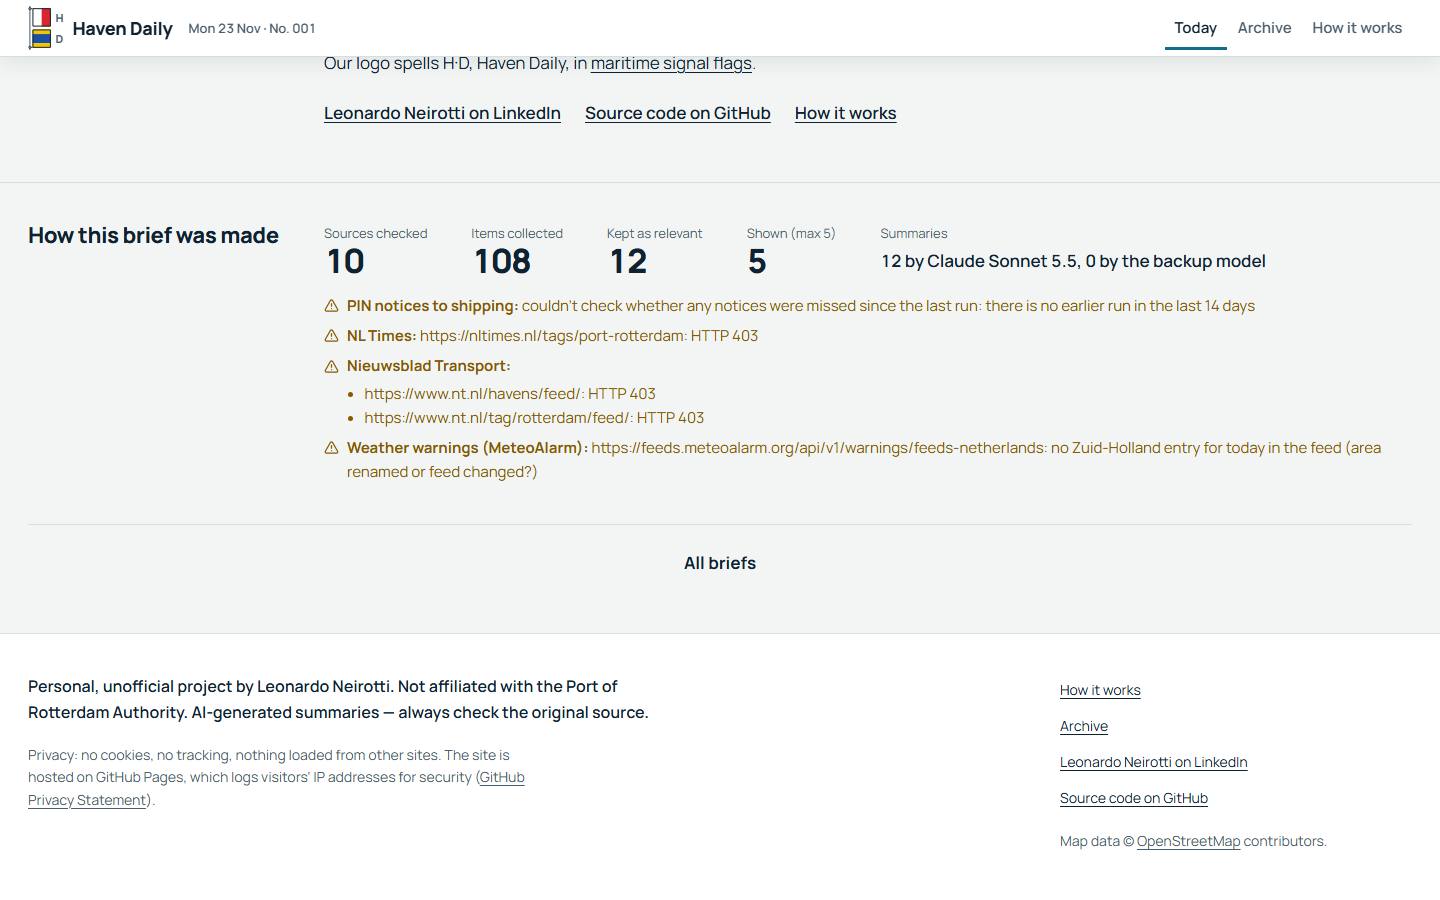 H
D
Haven Daily
Mon 23 Nov · No. 001
Today
Archive
How it works
Our logo spells H·D, Haven Daily, in maritime signal flags.
Leonardo Neirotti on LinkedIn
Source code on GitHub
How it works
How this brief was made
Sources checked
10
Items collected
108
Kept as relevant
12
Shown (max 5)
5
Summaries
12 by Claude Sonnet 5.5, 0 by the backup model
PIN notices to shipping: couldn't check whether any notices were missed since the last run: there is no earlier run in the last 14 days
NL Times: https://nltimes.nl/tags/port-rotterdam: HTTP 403
Nieuwsblad Transport:
• https://www.nt.nl/havens/feed/: HTTP 403
• https://www.nt.nl/tag/rotterdam/feed/: HTTP 403
Weather warnings (MeteoAlarm): https://feeds.meteoalarm.org/api/v1/warnings/feeds-netherlands: no Zuid-Holland entry for today in the feed (area
renamed or feed changed?)
All briefs
Personal, unofficial project by Leonardo Neirotti. Not affiliated with the Port of
Rotterdam Authority. AI-generated summaries — always check the original source.
Privacy: no cookies, no tracking, nothing loaded from other sites. The site is
hosted on GitHub Pages, which logs visitors' IP addresses for security (GitHub
Privacy Statement).
How it works
Archive
Leonardo Neirotti on LinkedIn
Source code on GitHub
Map data © OpenStreetMap contributors.